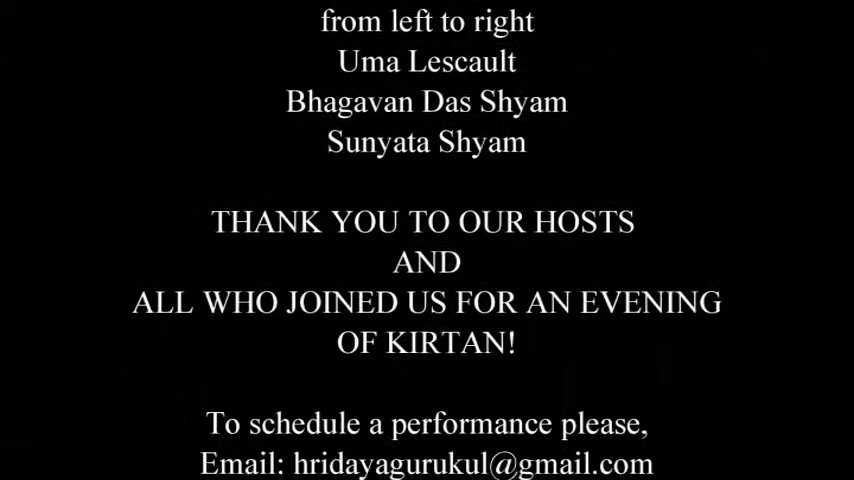 from left to right
Uma Lescault
Bhagavan Das Shyam
Sunyata Shyam
THANK YOU TO OUR HOSTS
AND
ALL WHO JOINED US FOR AN EVENING
OF KIRTAN!
To schedule a performance please,
Email: hridayagurukul@gmail.com